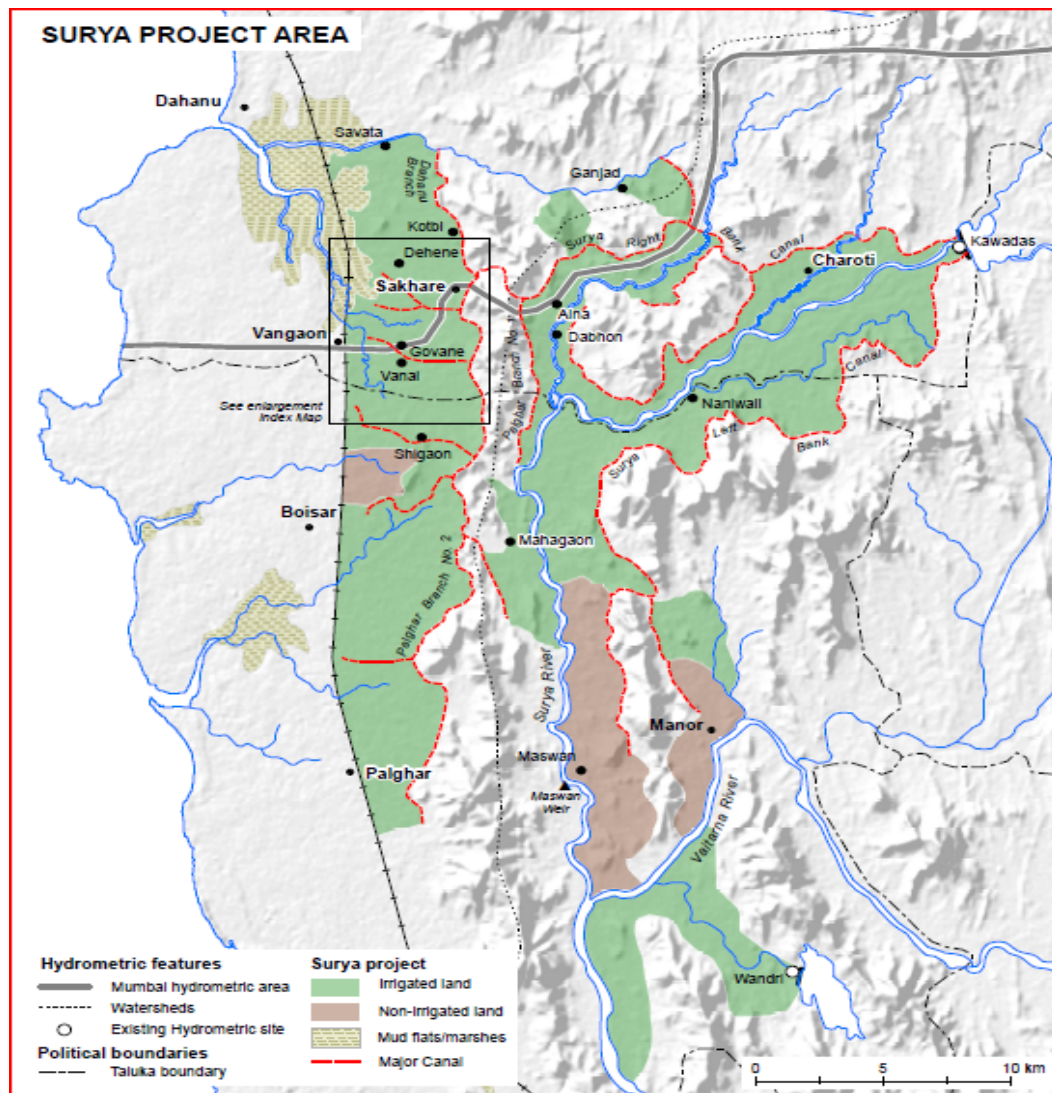 SURYA PROJECT AREA
Dahanu
Savata
Dahanu
Branch
Ganjad
Kotbi
Surya Right Bank Canal
Kawadas
Dehene
Charoti
Sakhare
Aina
Dabhon
Vangaon
Govane
Vanai
Palghar Brand No. 1
Naniwali
See enlargement
Index Map
Surya Left Bank Canal
Shigaon
Boisar
Mahagaon
Palghar Branch No. 2
Surya River
Manor
Maswan
Palghar
Maswan
Weir
Vaitarna River
Wandri
Hydrometric features
Mumbai hydrometric area
Watersheds
Existing Hydrometric site
Political boundaries
Taluka boundary
Surya project
Irrigated land
Non-irrigated land
Mud flats/marshes
Major Canal
0 5 10 km